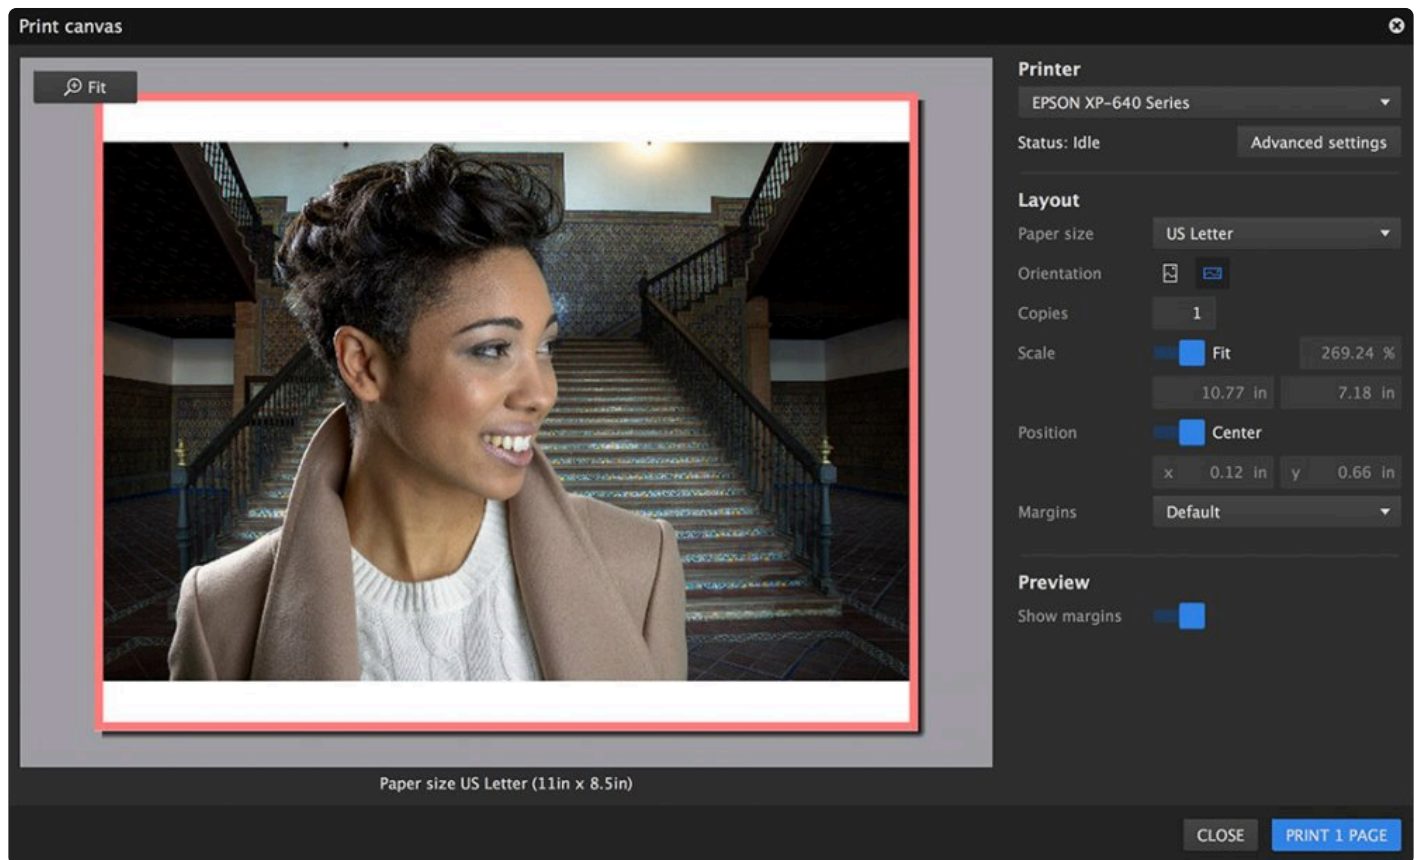 Print canvas
Fit
Printer
EPSON XP-640 Series
Status: Idle
Advanced settings
Layout
Paper size
US Letter
Orientation
Copies
1
Scale
Fit
269.24 %
10.77 in
7.18 in
Position
Center
x 0.12 in
y 0.66 in
Margins
Default
Preview
Show margins
Paper size US Letter (11in x 8.5in)
CLOSE
PRINT 1 PAGE